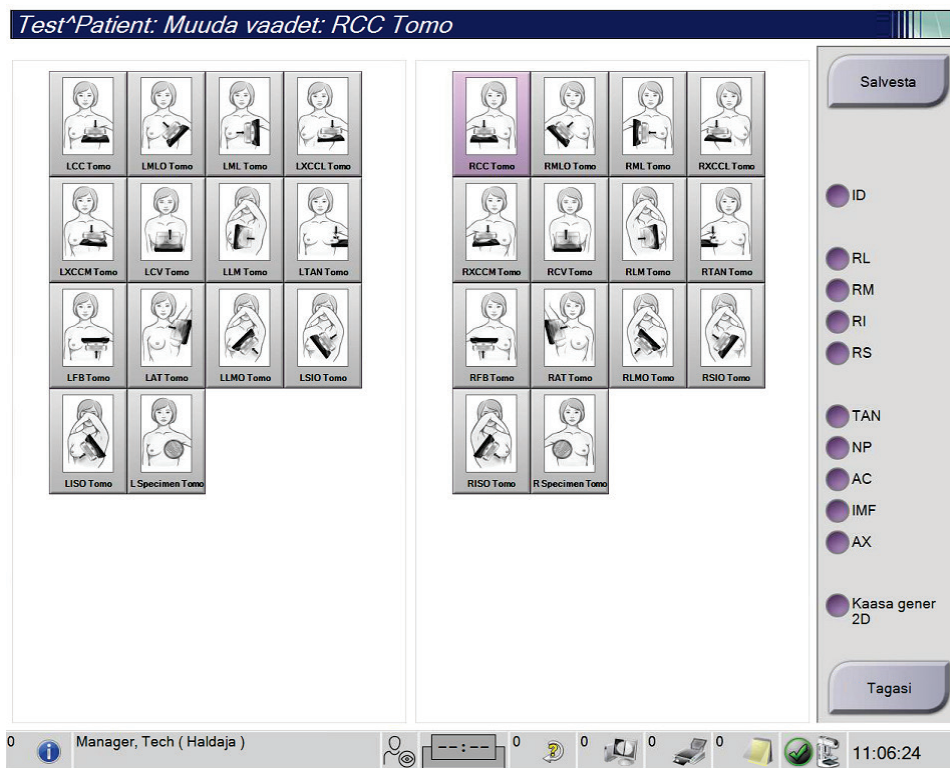 Test^Patient: Muuda vaadet: RCC Tomo
LCC Tomo LMLO Tomo LML Tomo LXCCL Tomo
LXCCM Tomo LCV Tomo LLM Tomo LTAN Tomo
LFB Tomo LAT Tomo LLMO Tomo LSIO Tomo
LISO Tomo L Specimen Tomo
RCC Tomo RMLO Tomo RML Tomo RXCCL Tomo
RXCCM Tomo RCV Tomo RLM Tomo RTAN Tomo
RFB Tomo RAT Tomo RLMO Tomo RSIO Tomo
RISO Tomo R Specimen Tomo
Salvesta
ID
RL
RM
RI
RS
TAN
NP
AC
IMF
AX
Kaasa gener
2D
Tagasi
0 Manager, Tech ( Haldaja ) --:-- 0 0 0 0 11:06:24